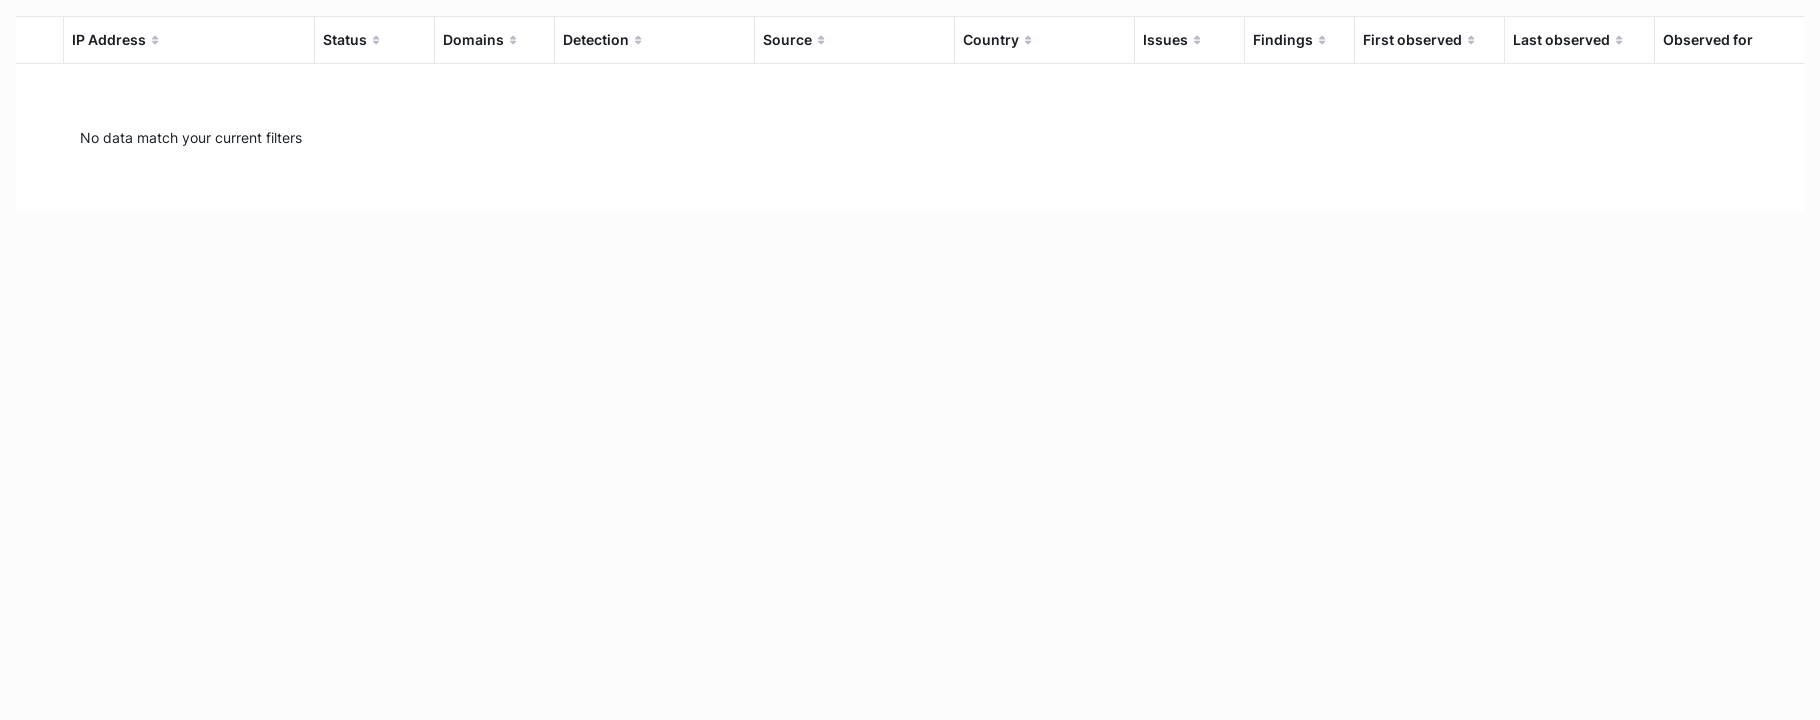 IP Address Status Domains Detection Source Country Issues Findings First observed Last observed Observed for
No data match your current filters